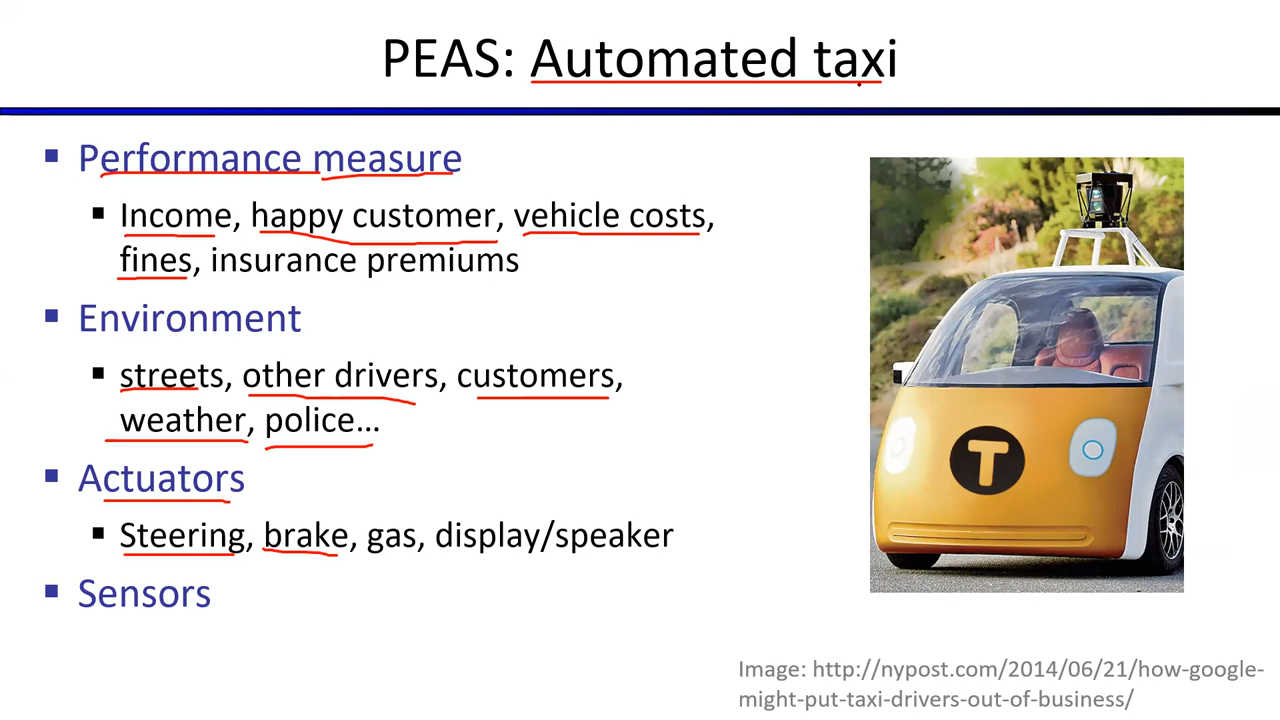 PEAS: Automated taxi
▪ Performance measure
▪ Income, happy customer, vehicle costs,
fines, insurance premiums
▪ Environment
▪ streets, other drivers, customers,
weather, police…
▪ Actuators
▪ Steering, brake, gas, display/speaker
▪ Sensors
T
Image: http://nypost.com/2014/06/21/how-google-
might-put-taxi-drivers-out-of-business/